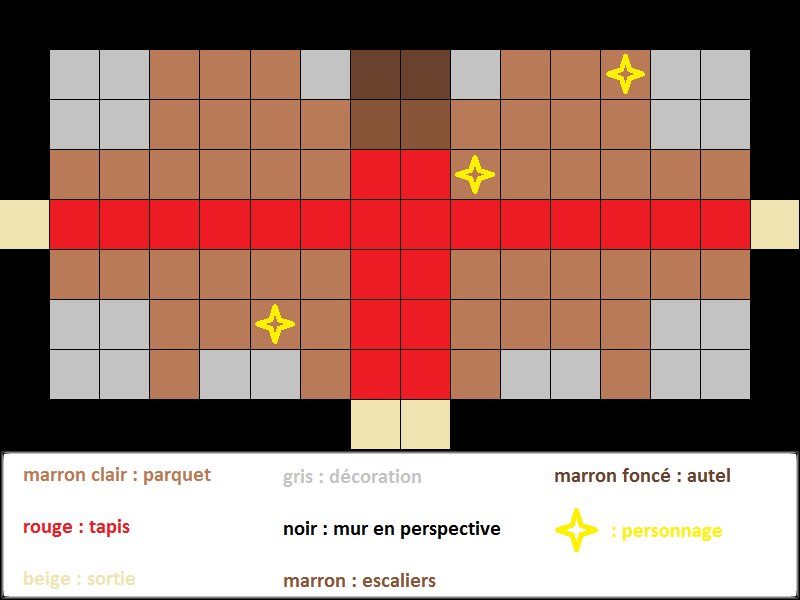 marron clair : parquet
gris : décoration
marron foncé : autel
rouge : tapis
noir : mur en perspective
: personnage
beige : sortie
marron : escaliers